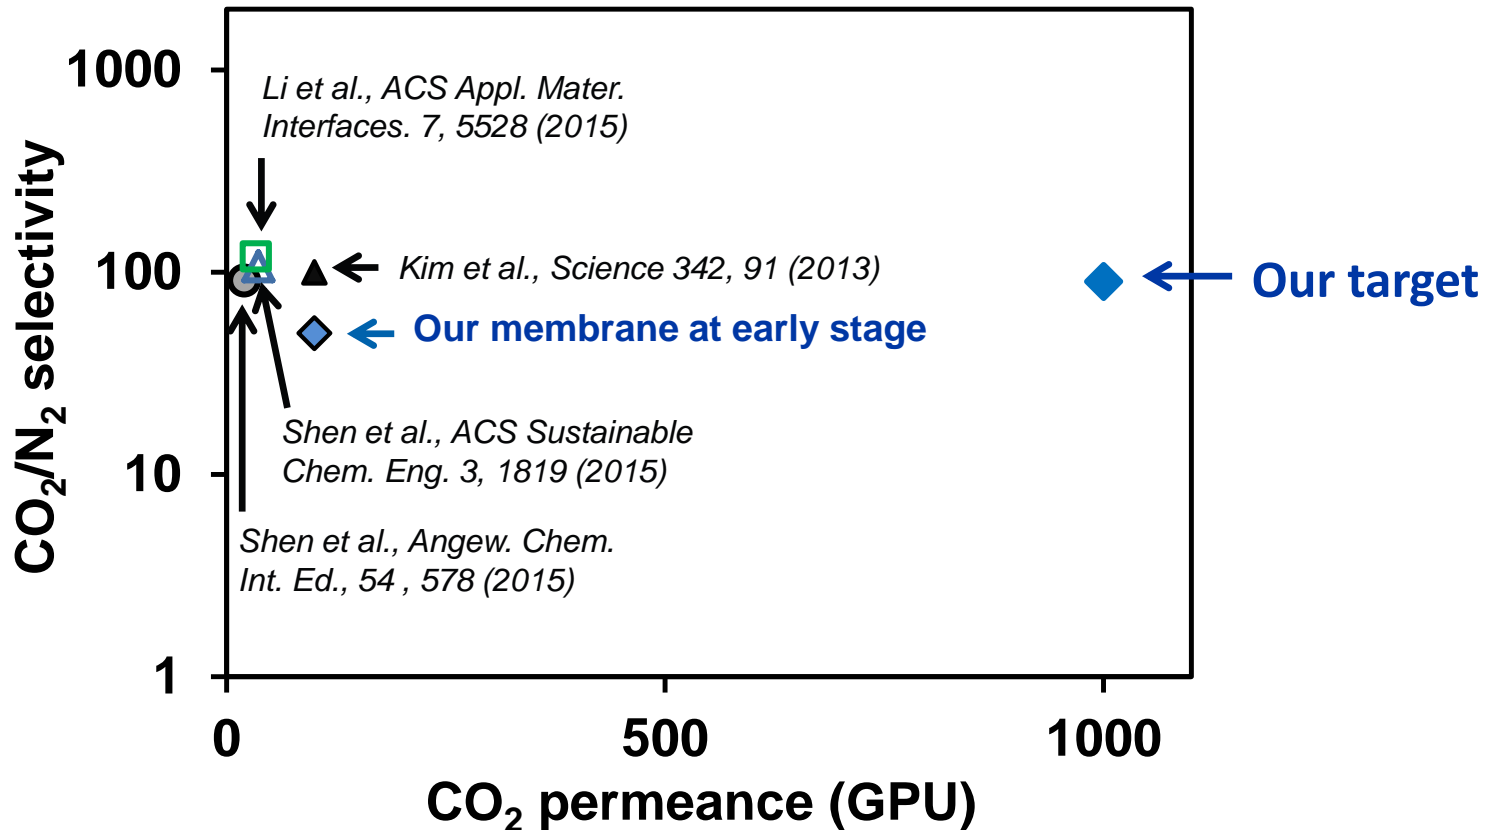 1000
100
10
1
CO₂/N₂ selectivity
Li et al., ACS Appl. Mater.
Interfaces. 7, 5528 (2015)
Kim et al., Science 342, 91 (2013)
Our target
Our membrane at early stage
Shen et al., ACS Sustainable
Chem. Eng. 3, 1819 (2015)
Shen et al., Angew. Chem.
Int. Ed., 54 , 578 (2015)
0 500 1000
CO₂ permeance (GPU)